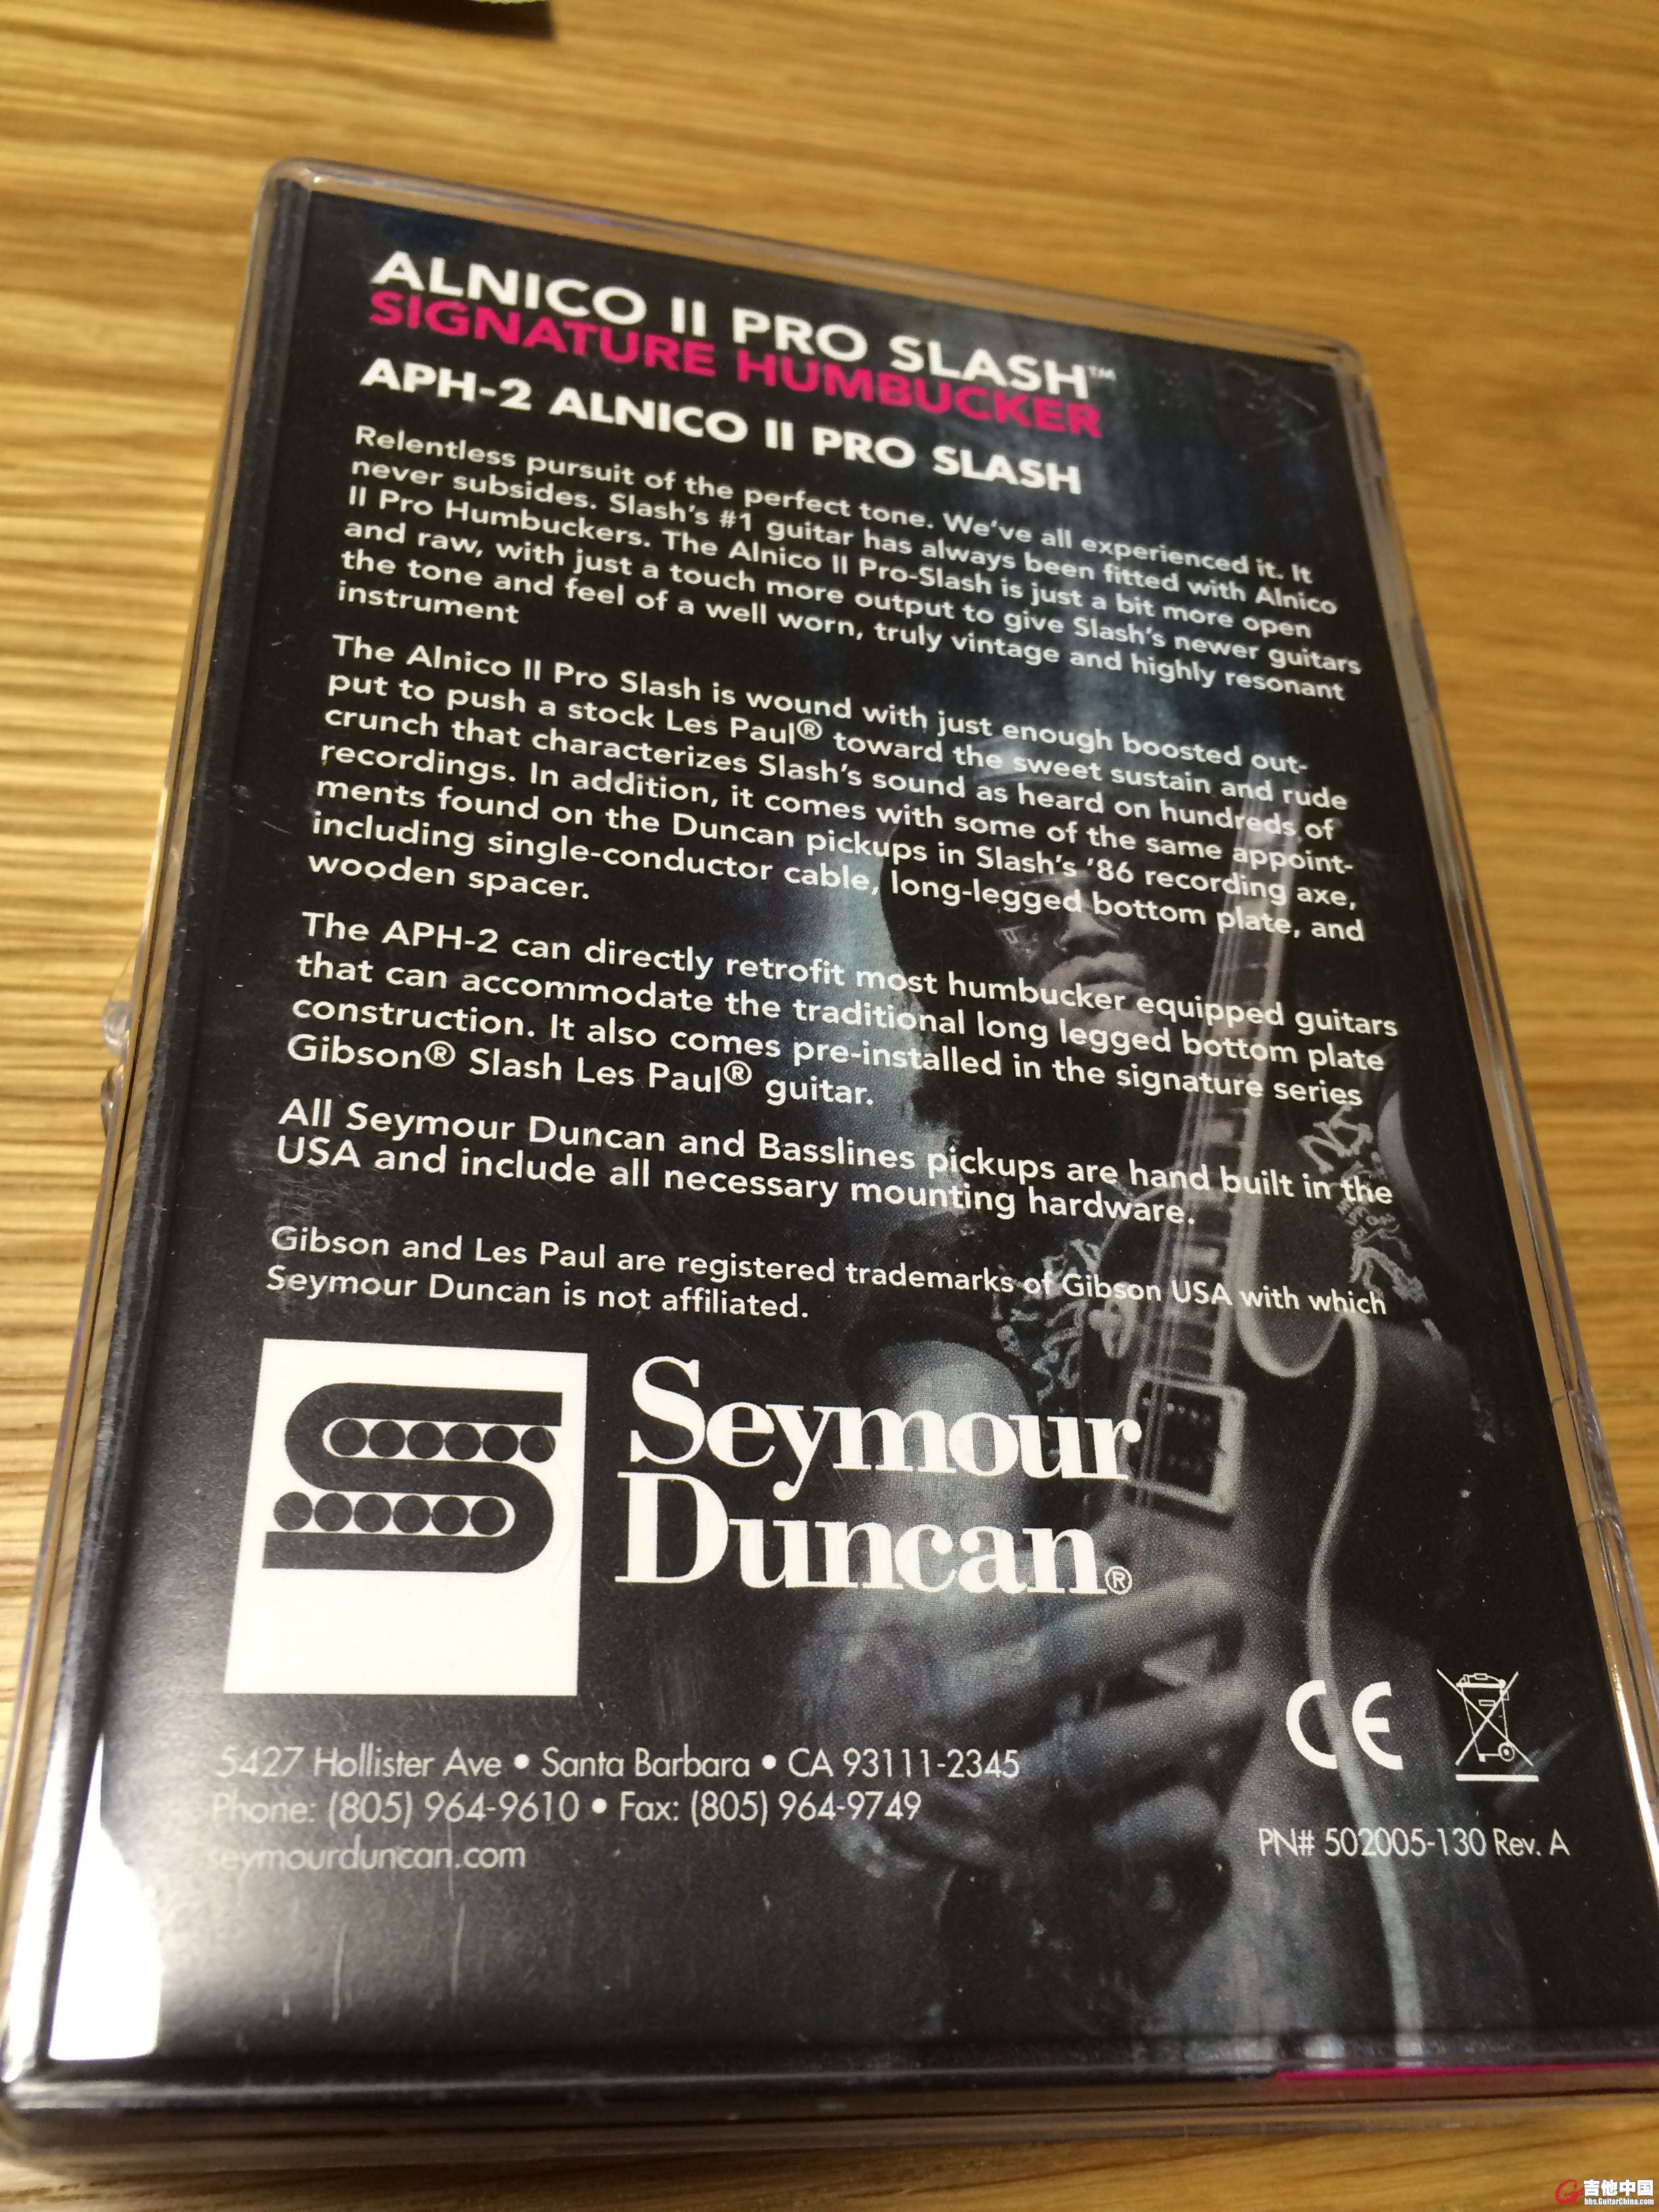 ALNICO II PRO SLASH™
SIGNATURE HUMBUCKER
APH-2 ALNICO II PRO SLASH
Relentless pursuit of the perfect tone. We've all experienced it. It
never subsides. Slash's #1 guitar has always been fitted with Alnico
II Pro Humbuckers. The Alnico II Pro-Slash is just a bit more open
and raw, with just a touch more output to give Slash's newer guitars
the tone and feel of a well worn, truly vintage and highly resonant
instrument
The Alnico II Pro Slash is wound with just enough boosted out-
put to push a stock Les Paul® toward the sweet sustain and rude
crunch that characterizes Slash's sound as heard on hundreds of
recordings. In addition, it comes with some of the same appoint-
ments found on the Duncan pickups in Slash's '86 recording axe,
including single-conductor cable, long-legged bottom plate, and
wooden spacer.
The APH-2 can directly retrofit most humbucker equipped guitars
that can accommodate the traditional long legged bottom plate
construction. It also comes pre-installed in the signature series
Gibson® Slash Les Paul® guitar.
All Seymour Duncan and Basslines pickups are hand built in the
USA and include all necessary mounting hardware.
Gibson and Les Paul are registered trademarks of Gibson USA with which
Seymour Duncan is not affiliated.
Seymour
Duncan®
5427 Hollister Ave • Santa Barbara • CA 93111-2345
Phone: (805) 964-9610 • Fax: (805) 964-9749
seymourduncan.com
CE
PN# 502005-130 Rev. A
吉他中国
bbs.GuitarChina.com